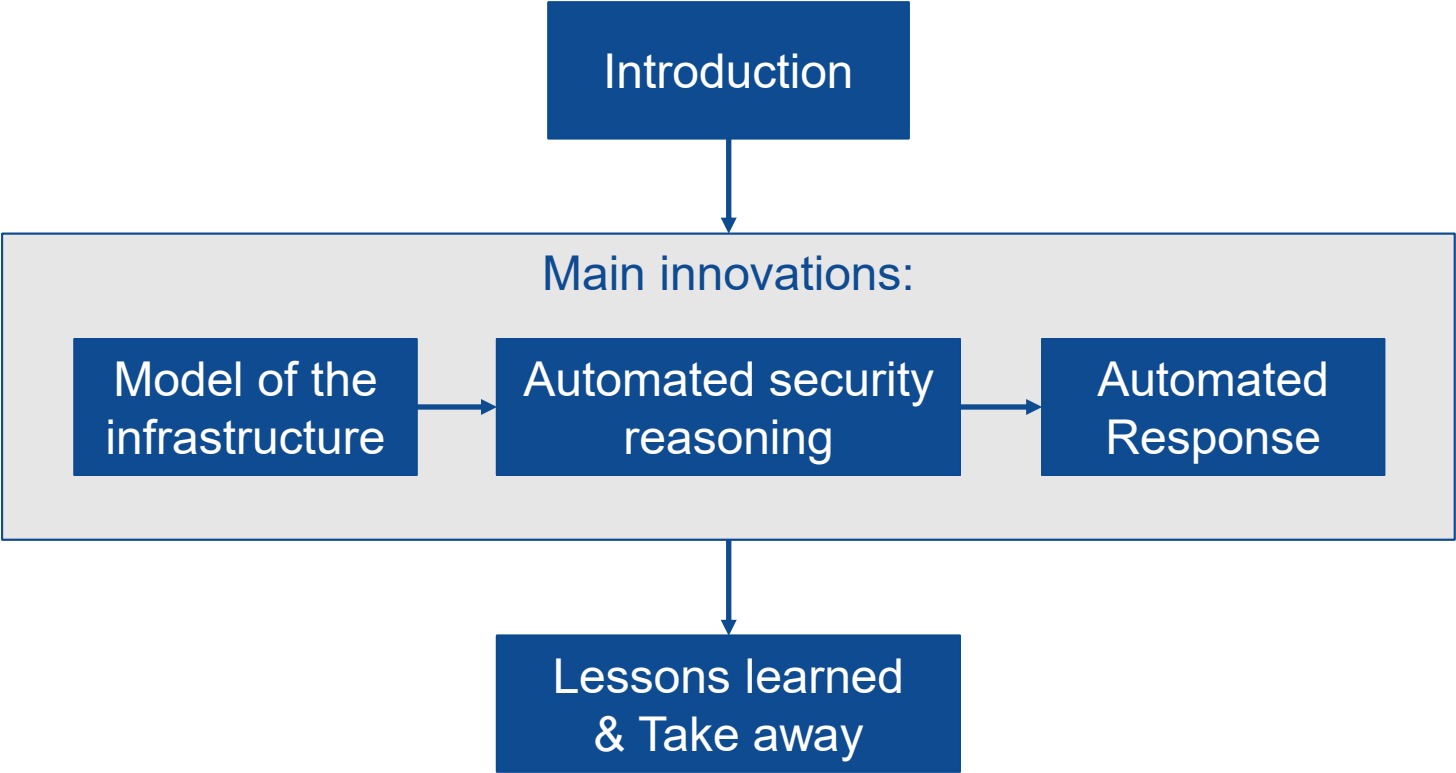 Introduction
Main innovations:
Model of the
infrastructure
Automated security
reasoning
Automated
Response
Lessons learned
& Take away